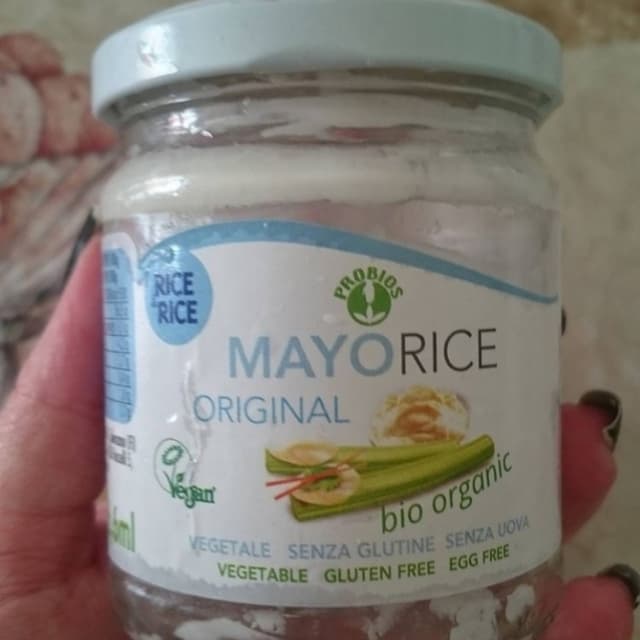 RICE
RICE
PROBIOS
MAYORICE
ORIGINAL
Vegan
bio organic
VEGETALE SENZA GLUTINE SENZA UOVA
VEGETABLE GLUTEN FREE EGG FREE